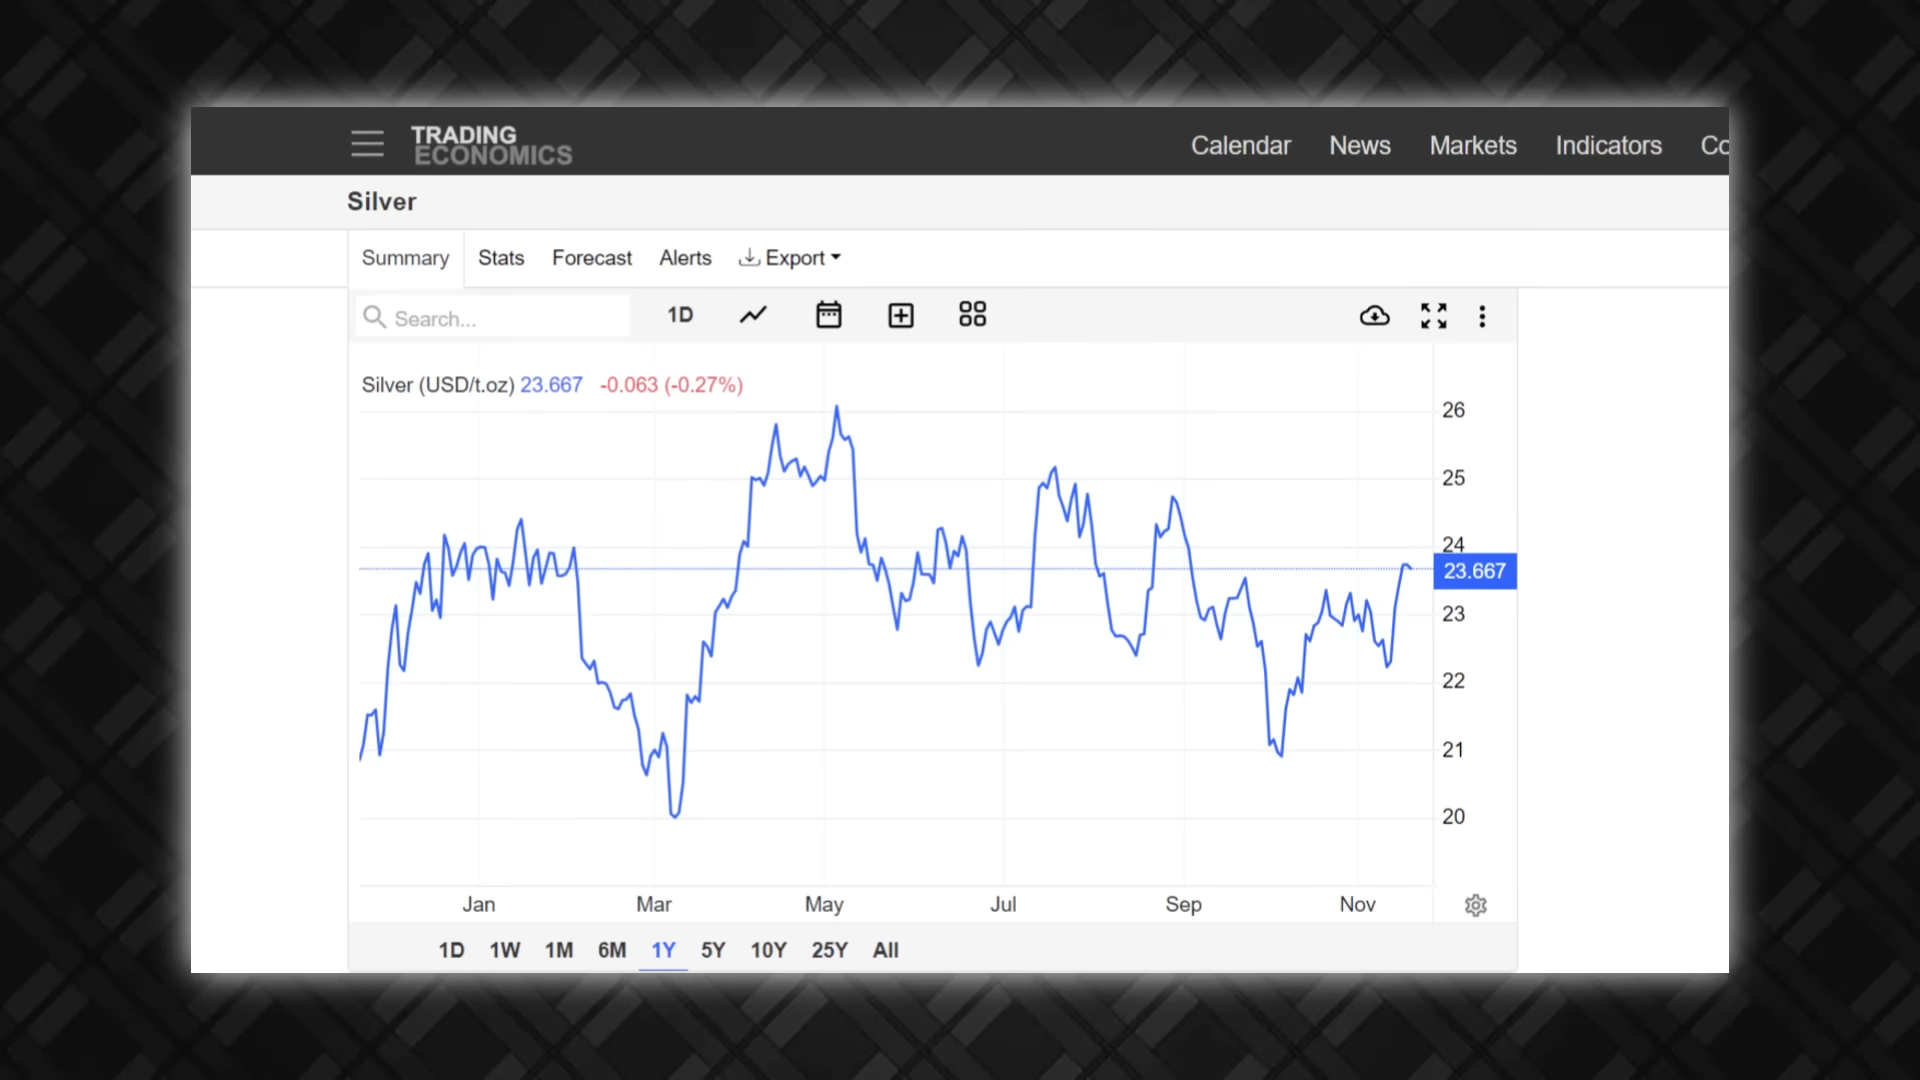 TRADING
ECONOMICS
Calendar News Markets Indicators Co
Silver
Summary Stats Forecast Alerts Export
Search... 1D
Silver (USD/t.oz) 23.667 -0.063 (-0.27%)
26
25
24
23.667
23
22
21
20
Jan Mar May Jul Sep Nov
1D 1W 1M 6M 1Y 5Y 10Y 25Y All